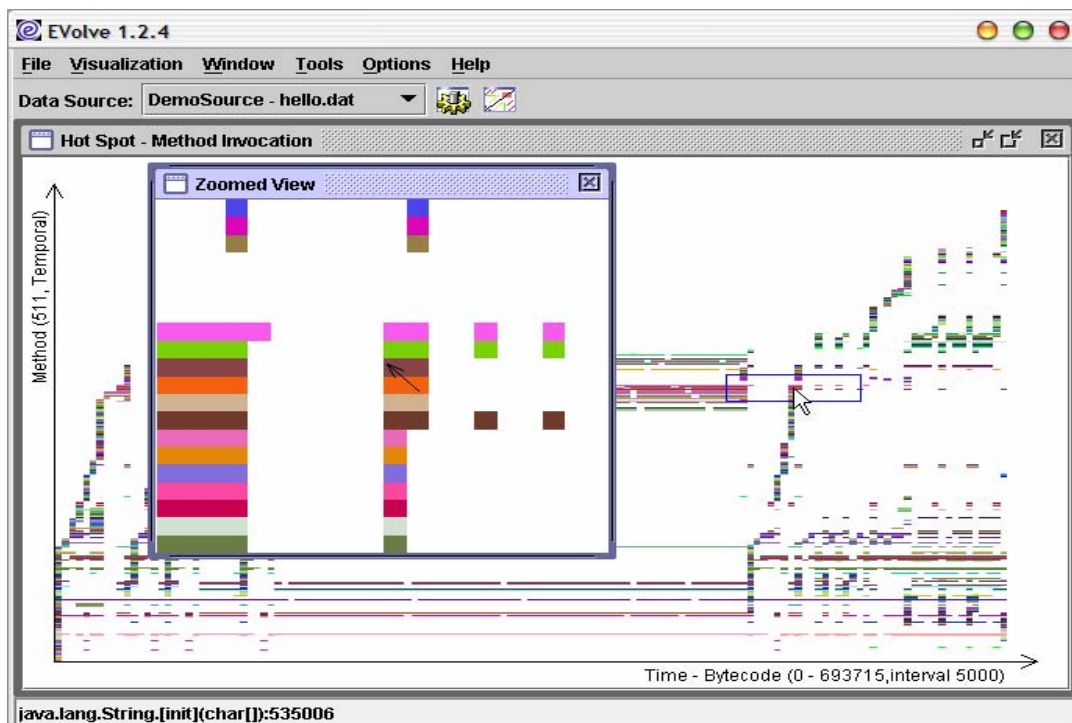 EVolve 1.2.4
File Visualization Window Tools Options Help
Data Source: DemoSource - hello.dat
Hot Spot - Method Invocation
Zoomed View
Method (511, Temporal)
Time - Bytecode (0 - 693715,interval 5000)
java.lang.String.[init](char[]):535006